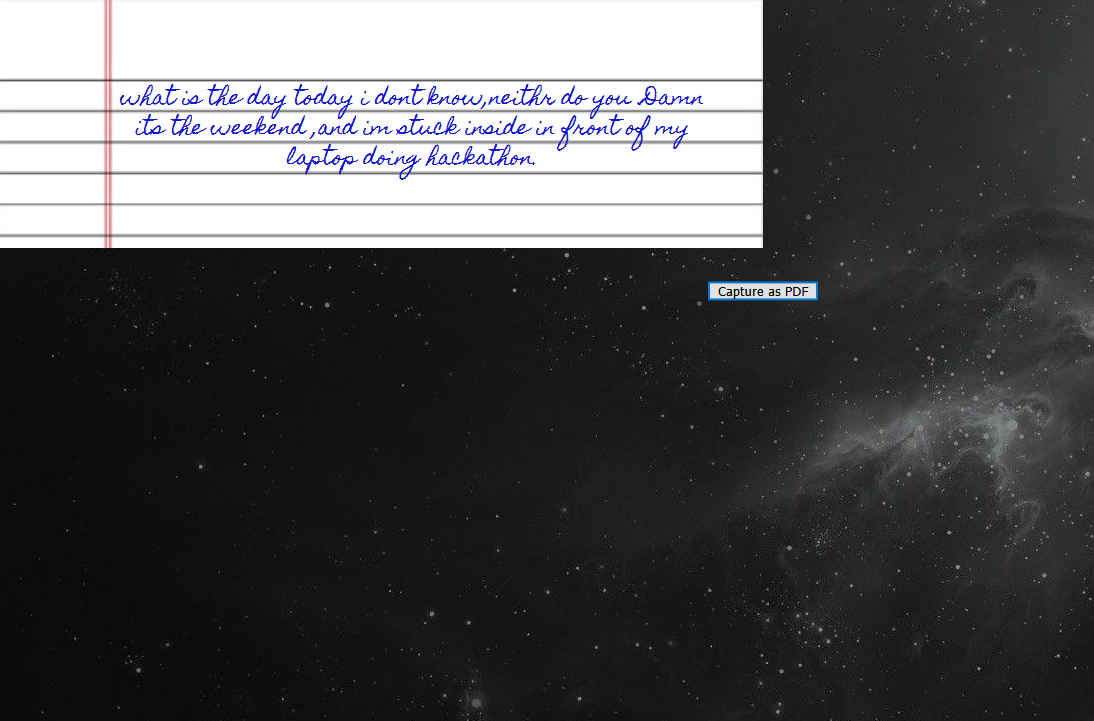 what is the day today i dont know,neithr do you Damn
its the weekend ,and im stuck inside in front of my
laptop doing hackathon.
Capture as PDF